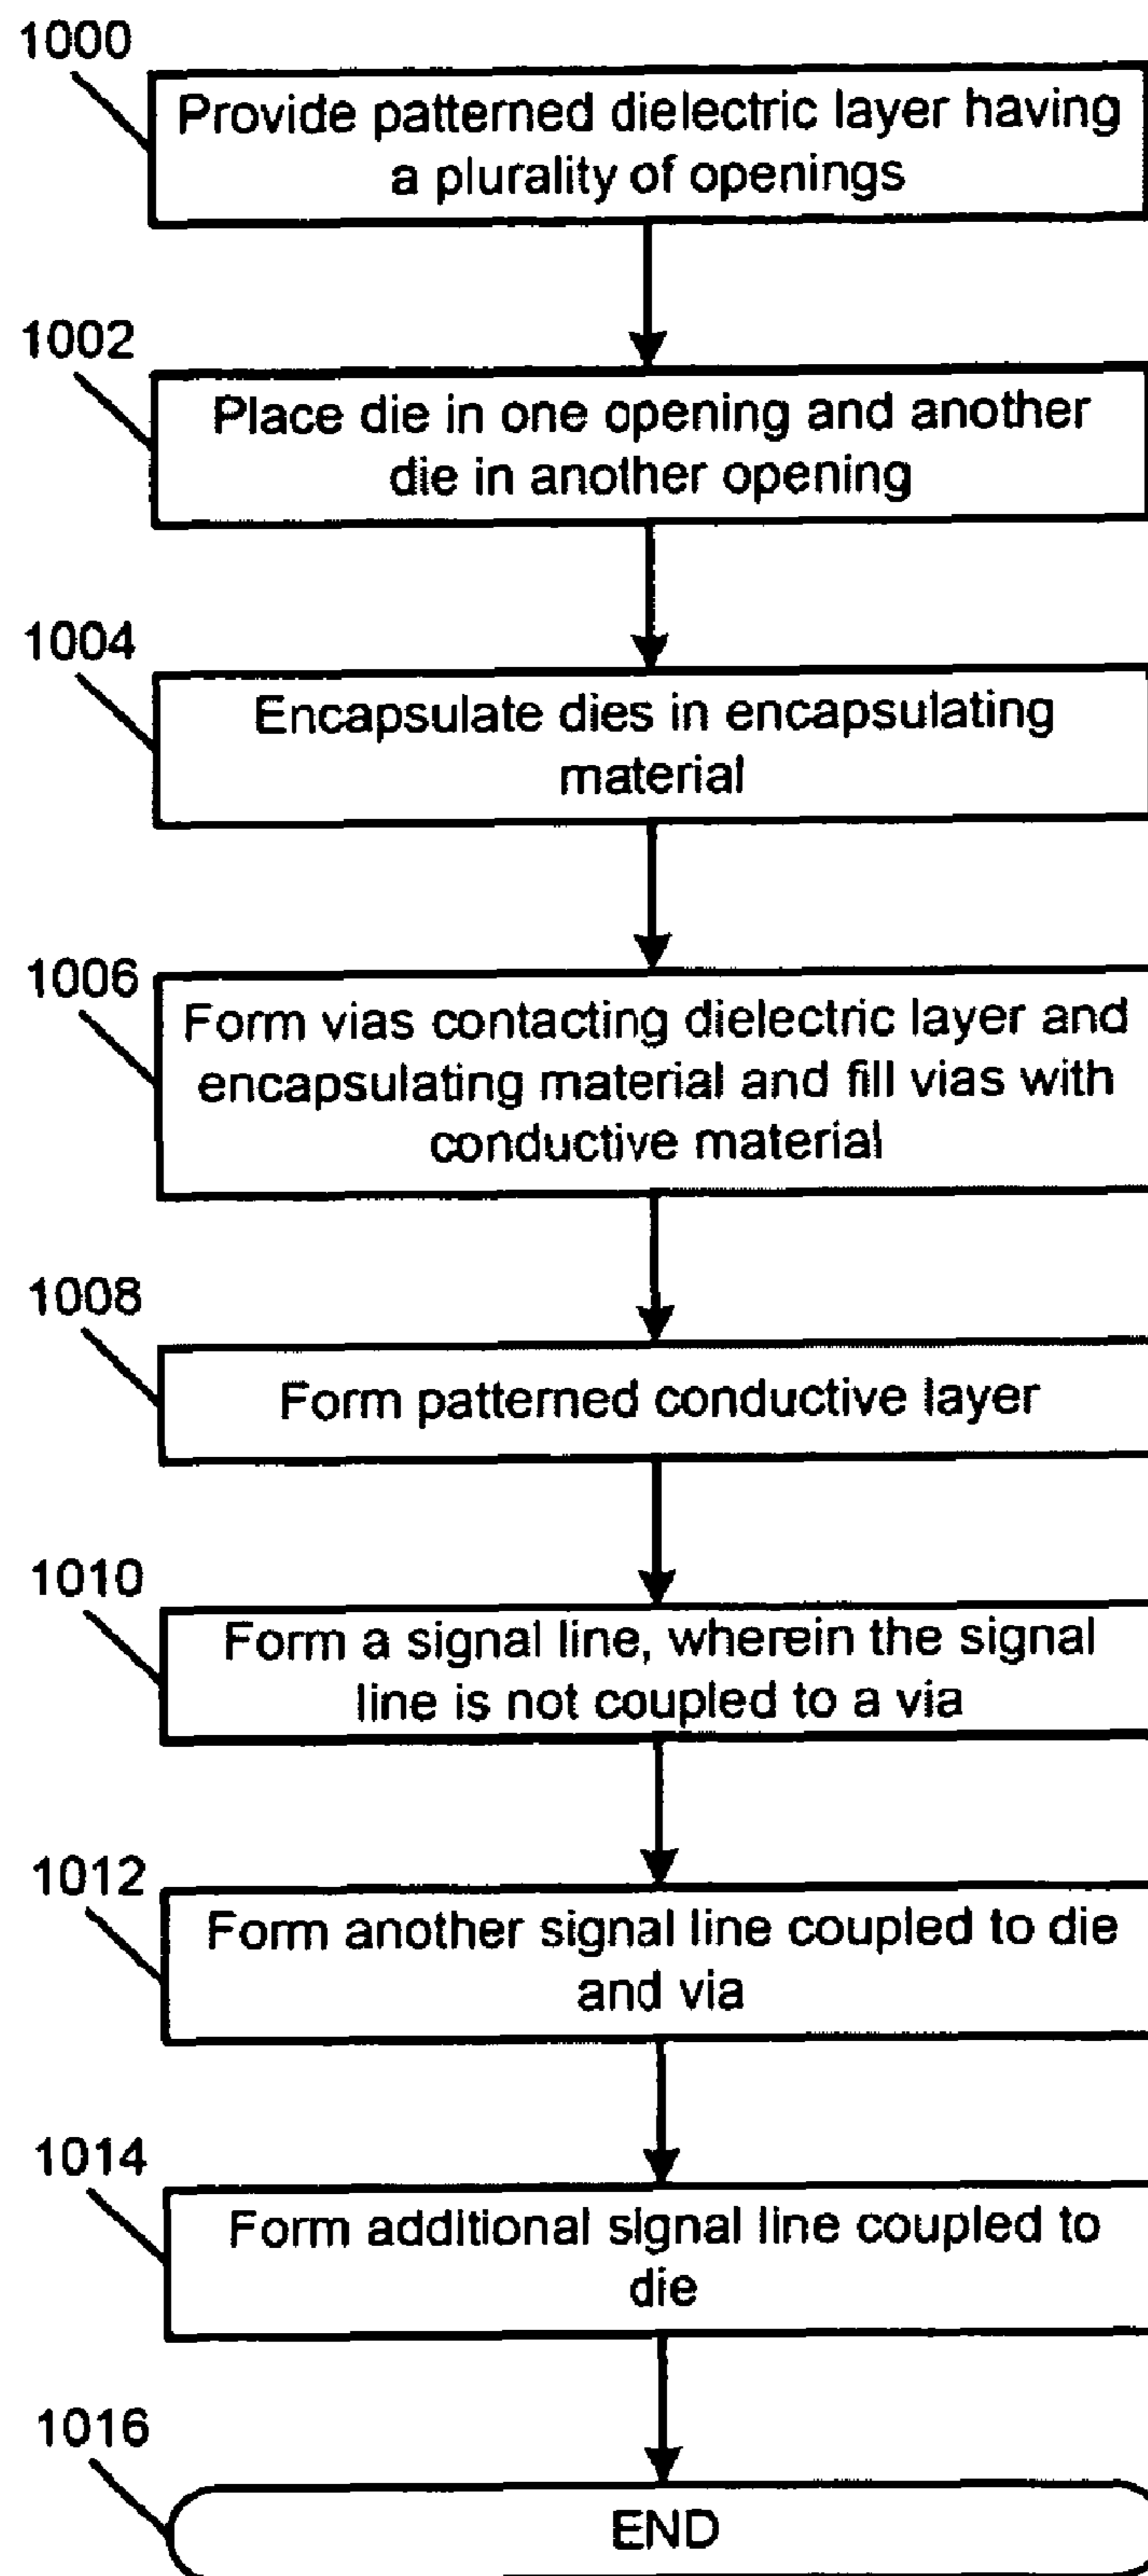 1000
Provide patterned dielectric layer having
a plurality of openings
1002
Place die in one opening and another
die in another opening
1004
Encapsulate dies in encapsulating
material
1006
Form vias contacting dielectric layer and
encapsulating material and fill vias with
conductive material
1008
Form patterned conductive layer
1010
Form a signal line, wherein the signal
line is not coupled to a via
1012
Form another signal line coupled to die
and via
1014
Form additional signal line coupled to
die
1016
END